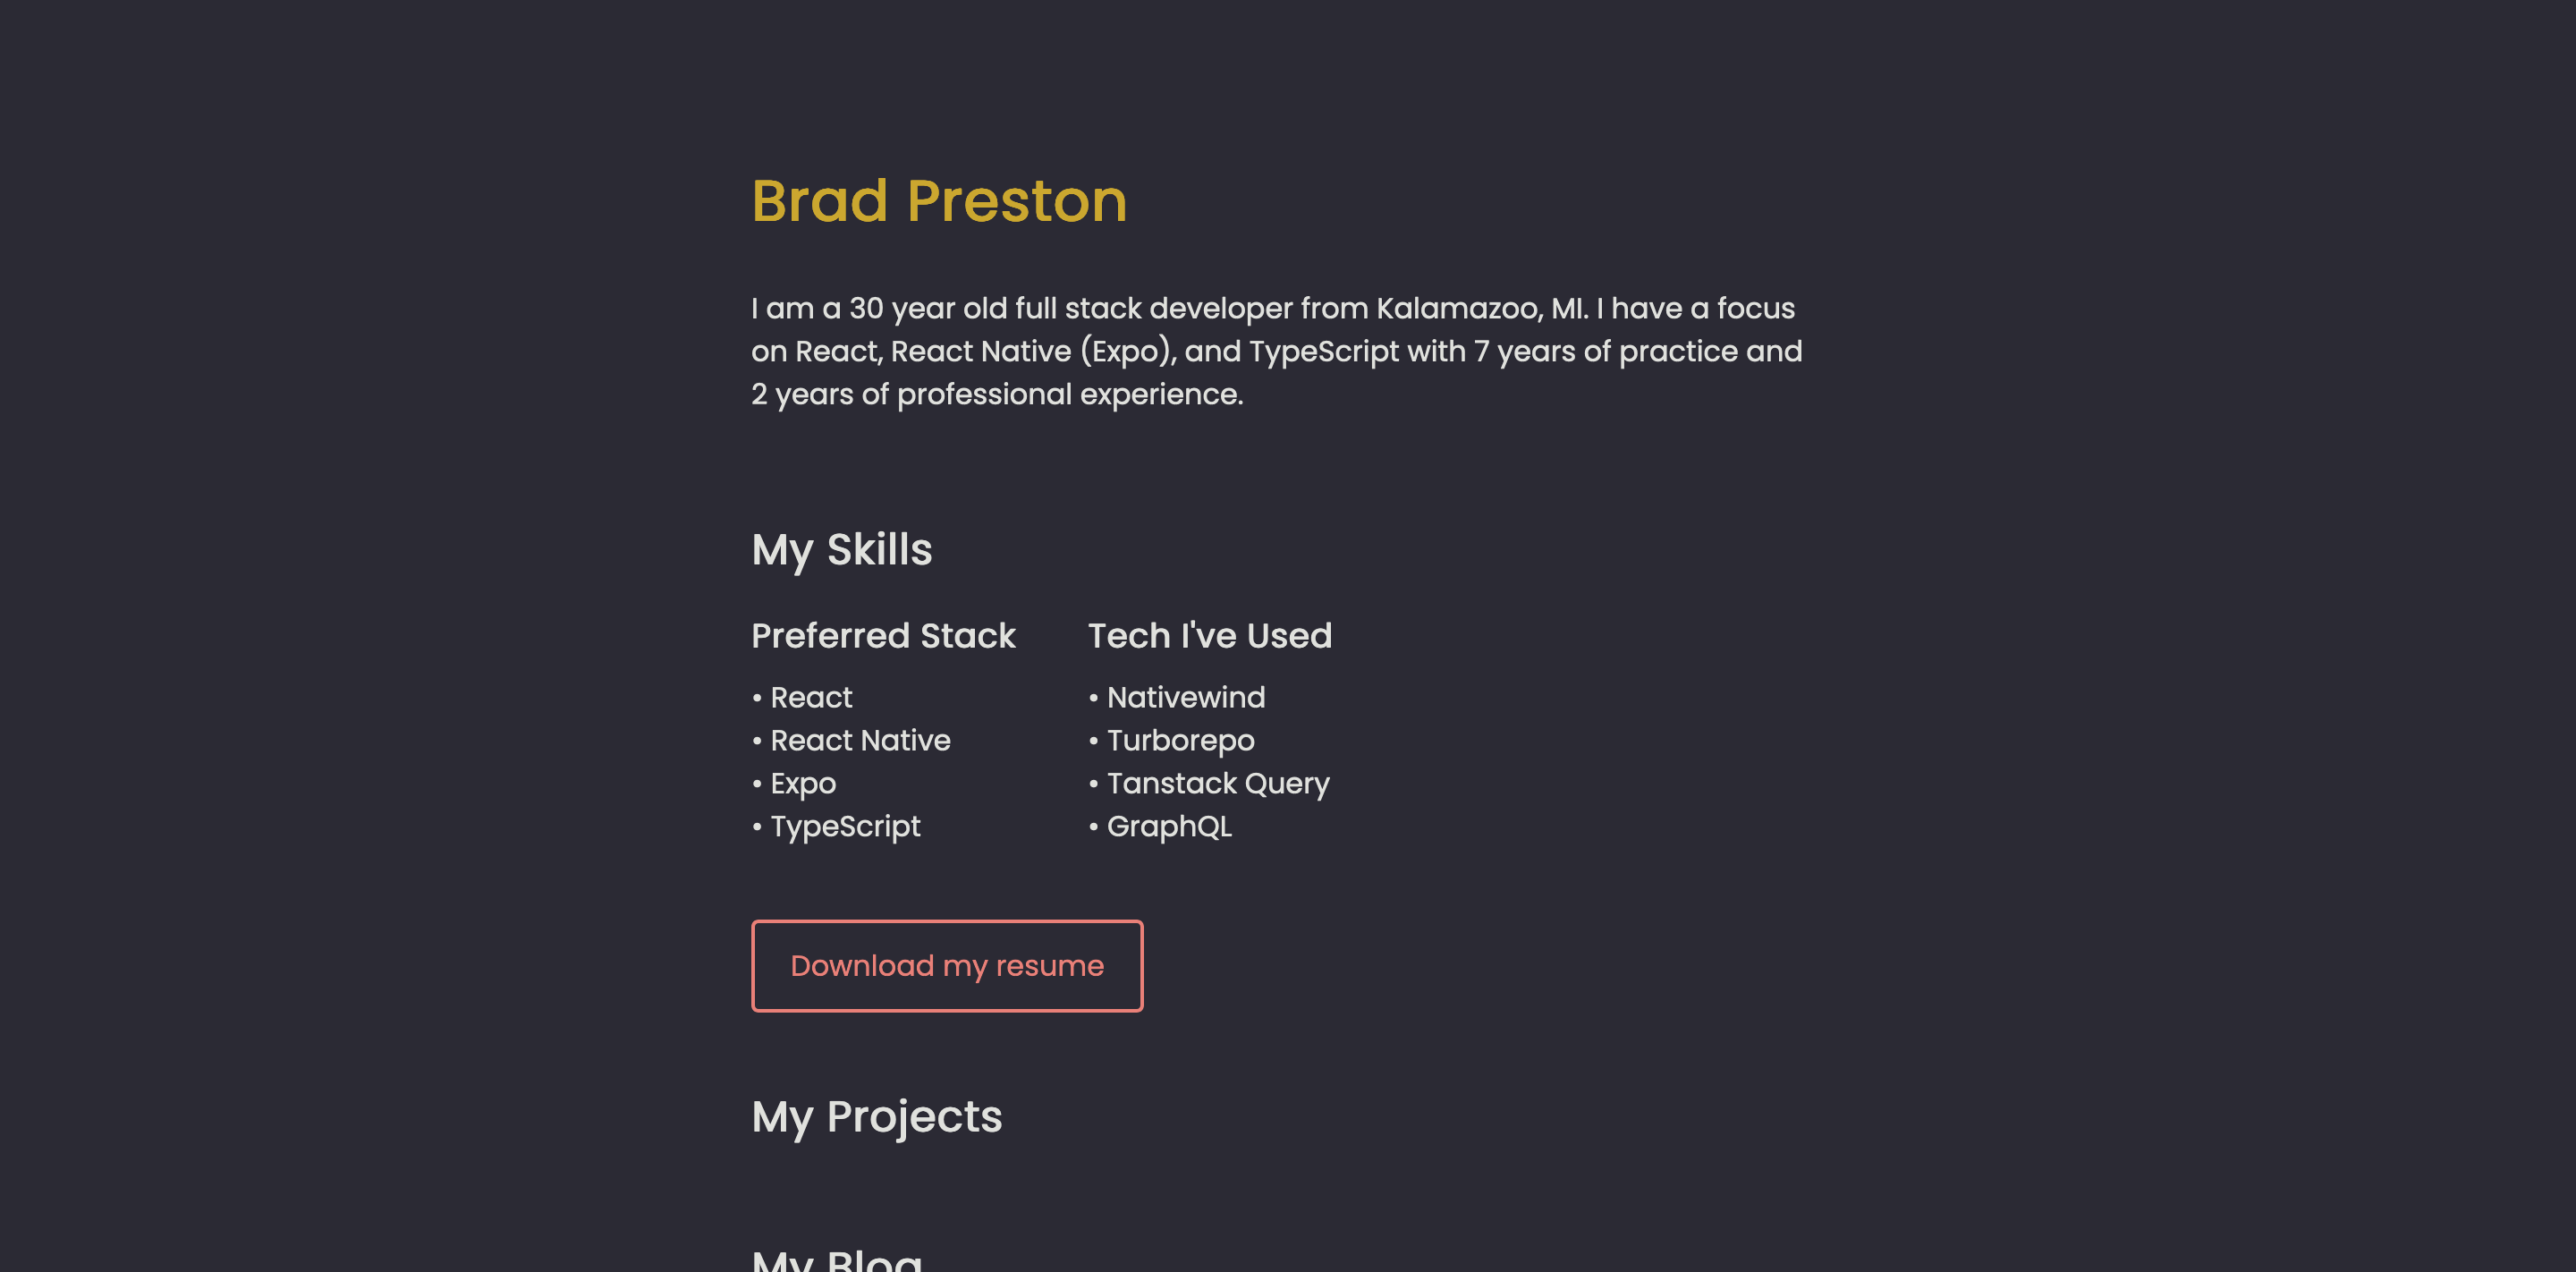 Brad Preston
I am a 30 year old full stack developer from Kalamazoo, MI. I have a focus
on React, React Native (Expo), and TypeScript with 7 years of practice and
2 years of professional experience.
My Skills
Preferred Stack
• React
• React Native
• Expo
• TypeScript
Tech I've Used
• Nativewind
• Turborepo
• Tanstack Query
• GraphQL
Download my resume
My Projects
My Blog